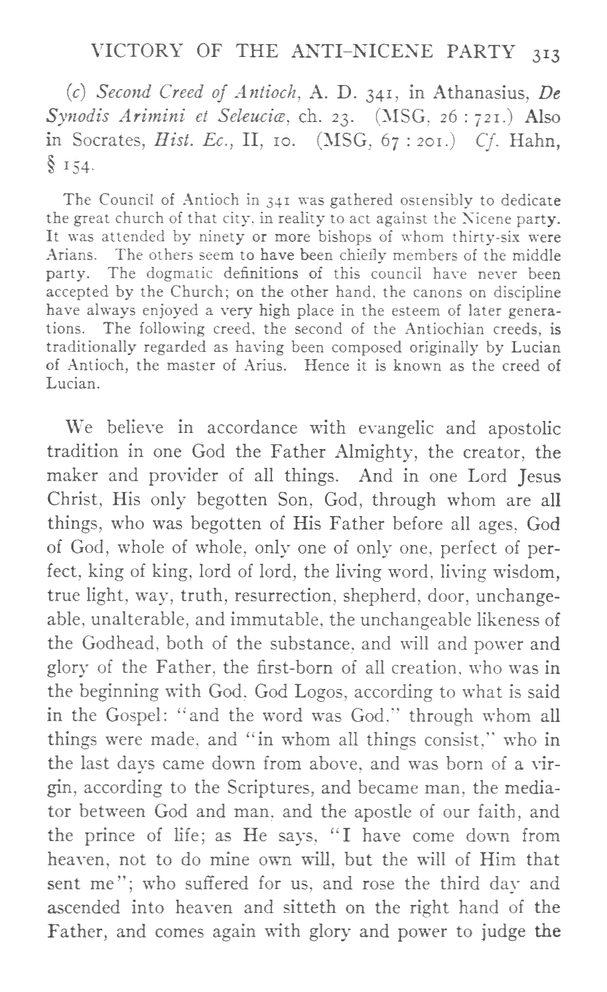 VICTORY OF THE ANTI-NICENE PARTY 313
(c) Second Creed of Antioch, A. D. 341, in Athanasius, De
Synodis Arimini et Seleuciæ, ch. 23. (MSG, 26 : 721.) Also
in Socrates, Hist. Ec., II, 10. (MSG, 67 : 201.) Cf. Hahn,
§ 154.
The Council of Antioch in 341 was gathered ostensibly to dedicate
the great church of that city, in reality to act against the Nicene party.
It was attended by ninety or more bishops of whom thirty-six were
Arians. The others seem to have been chiefly members of the middle
party. The dogmatic definitions of this council have never been
accepted by the Church; on the other hand, the canons on discipline
have always enjoyed a very high place in the esteem of later genera-
tions. The following creed, the second of the Antiochian creeds, is
traditionally regarded as having been composed originally by Lucian
of Antioch, the master of Arius. Hence it is known as the creed of
Lucian.
We believe in accordance with evangelic and apostolic
tradition in one God the Father Almighty, the creator, the
maker and provider of all things. And in one Lord Jesus
Christ, His only begotten Son, God, through whom are all
things, who was begotten of His Father before all ages, God
of God, whole of whole, only one of only one, perfect of per-
fect, king of king, lord of lord, the living word, living wisdom,
true light, way, truth, resurrection, shepherd, door, unchange-
able, unalterable, and immutable, the unchangeable likeness of
the Godhead, both of the substance, and will and power and
glory of the Father, the first-born of all creation, who was in
the beginning with God, God Logos, according to what is said
in the Gospel: "and the word was God," through whom all
things were made, and "in whom all things consist," who in
the last days came down from above, and was born of a vir-
gin, according to the Scriptures, and became man, the media-
tor between God and man, and the apostle of our faith, and
the prince of life; as He says, "I have come down from
heaven, not to do mine own will, but the will of Him that
sent me"; who suffered for us, and rose the third day and
ascended into heaven and sitteth on the right hand of the
Father, and comes again with glory and power to judge the